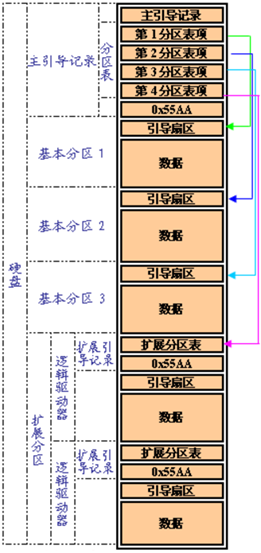 硬盘
主引导记录
分区表
主引导记录
第 1 分区表项
第 2 分区表项
第 3 分区表项
第 4 分区表项
0x55AA
基本分区 1
引导扇区
数据
基本分区 2
引导扇区
数据
基本分区 3
引导扇区
数据
扩展分区
逻辑驱动器
扩展引导记录
扩展分区表
0x55AA
引导扇区
数据
逻辑驱动器
扩展引导记录
扩展分区表
0x55AA
引导扇区
数据